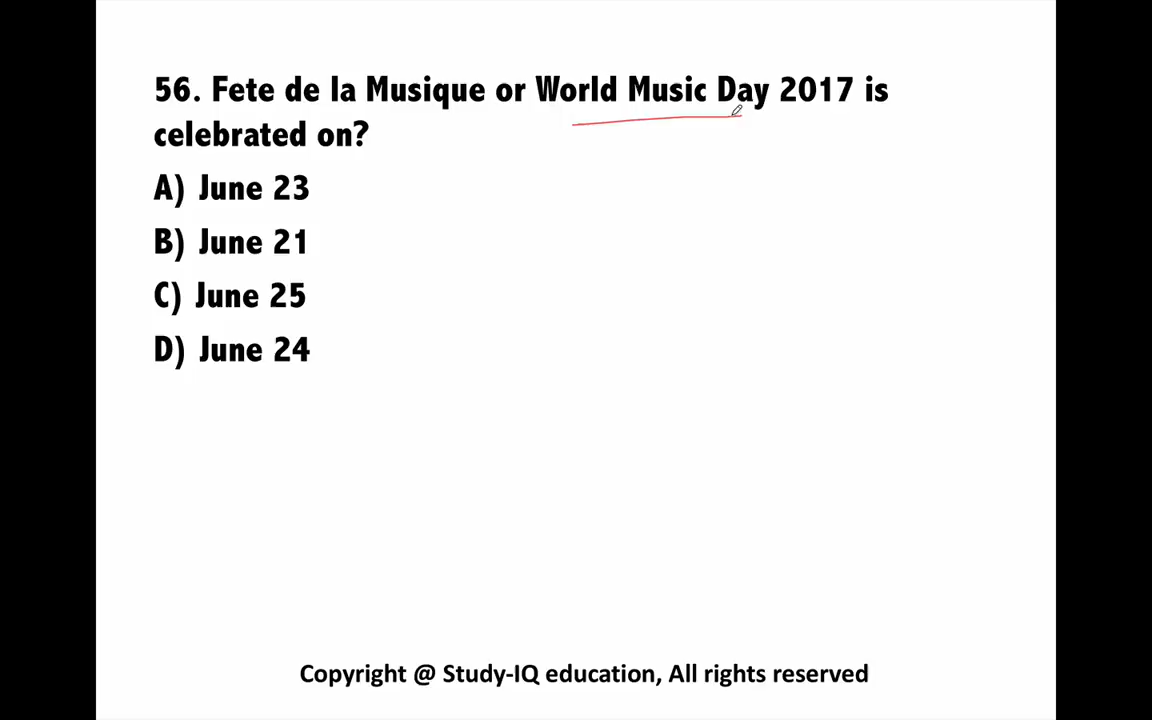 56. Fete de la Musique or World Music Day 2017 is
celebrated on?
A) June 23
B) June 21
C) June 25
D) June 24
Copyright @ Study-IQ education, All rights reserved